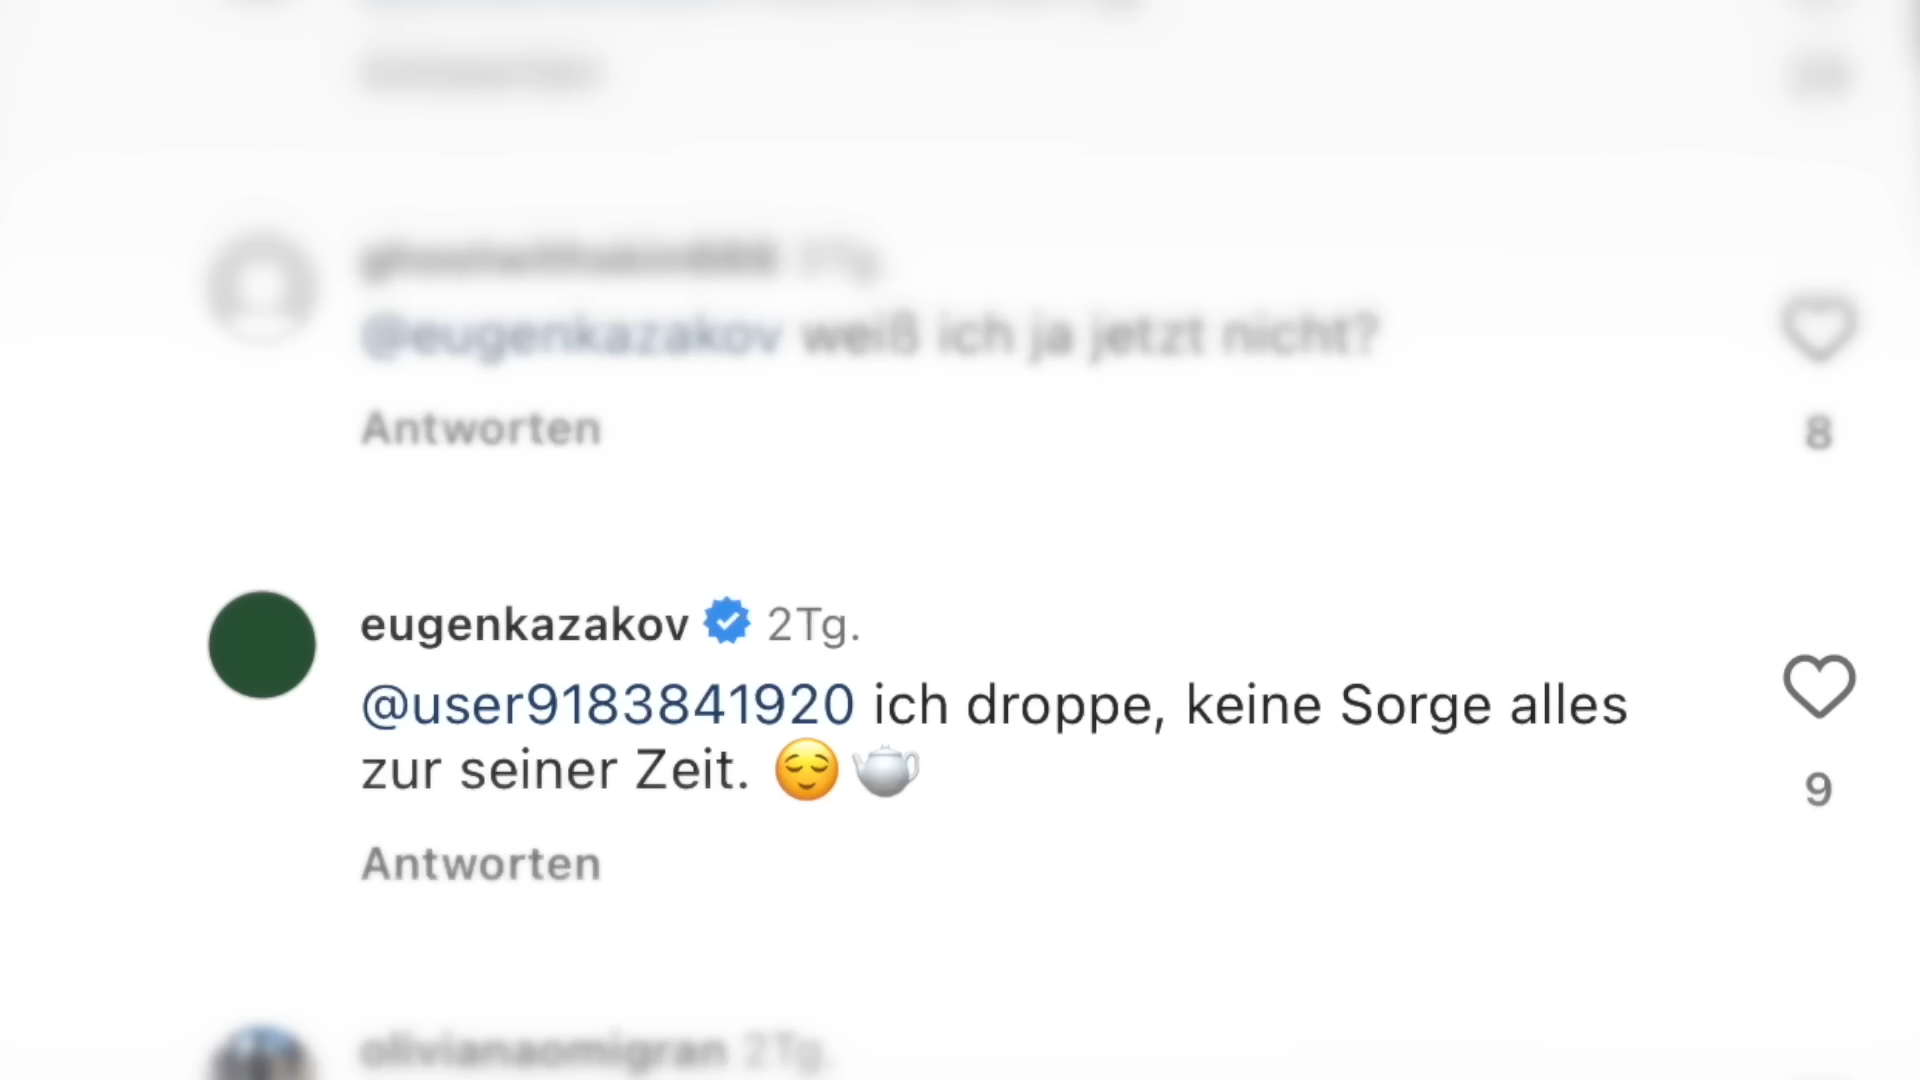 @eugenkazakov weiß ich ja jetzt nicht?
Antworten
8
eugenkazakov 2Tg.
@user9183841920 ich droppe, keine Sorge alles
zur seiner Zeit. 😌🫖
9
Antworten
olivianaomigran 2Tg.